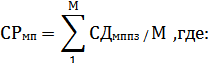 СРмп = ∑ (M, 1) СДмппз / М ,где: